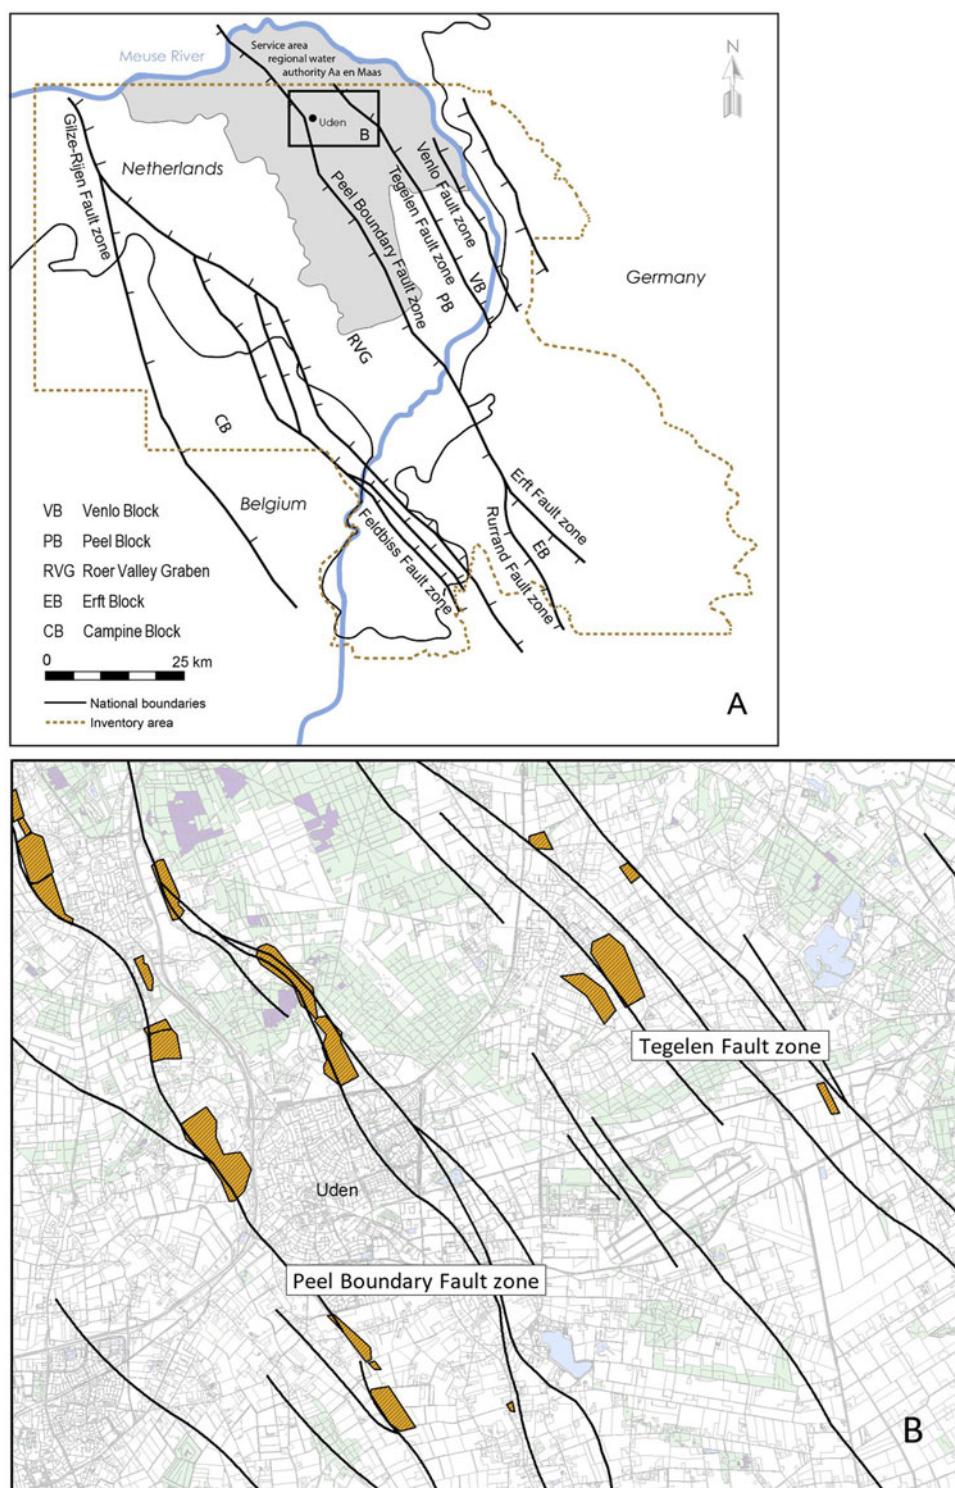 Meuse River
Service area
regional water
authority Aa en Maas
N
Uden
B
Gilze-Rijen Fault zone
Netherlands
Peel Boundary Fault zone
Tegelen Fault zone
Venlo Fault zone
Germany
PB
VB
RVG
CB
Belgium
Feldbiss Fault zone
Erft Fault zone
Rurrand Fault zone
EB
VB Venlo Block
PB Peel Block
RVG Roer Valley Graben
EB Erft Block
CB Campine Block
0 25 km
National boundaries
Inventory area
A
Tegelen Fault zone
Uden
Peel Boundary Fault zone
B